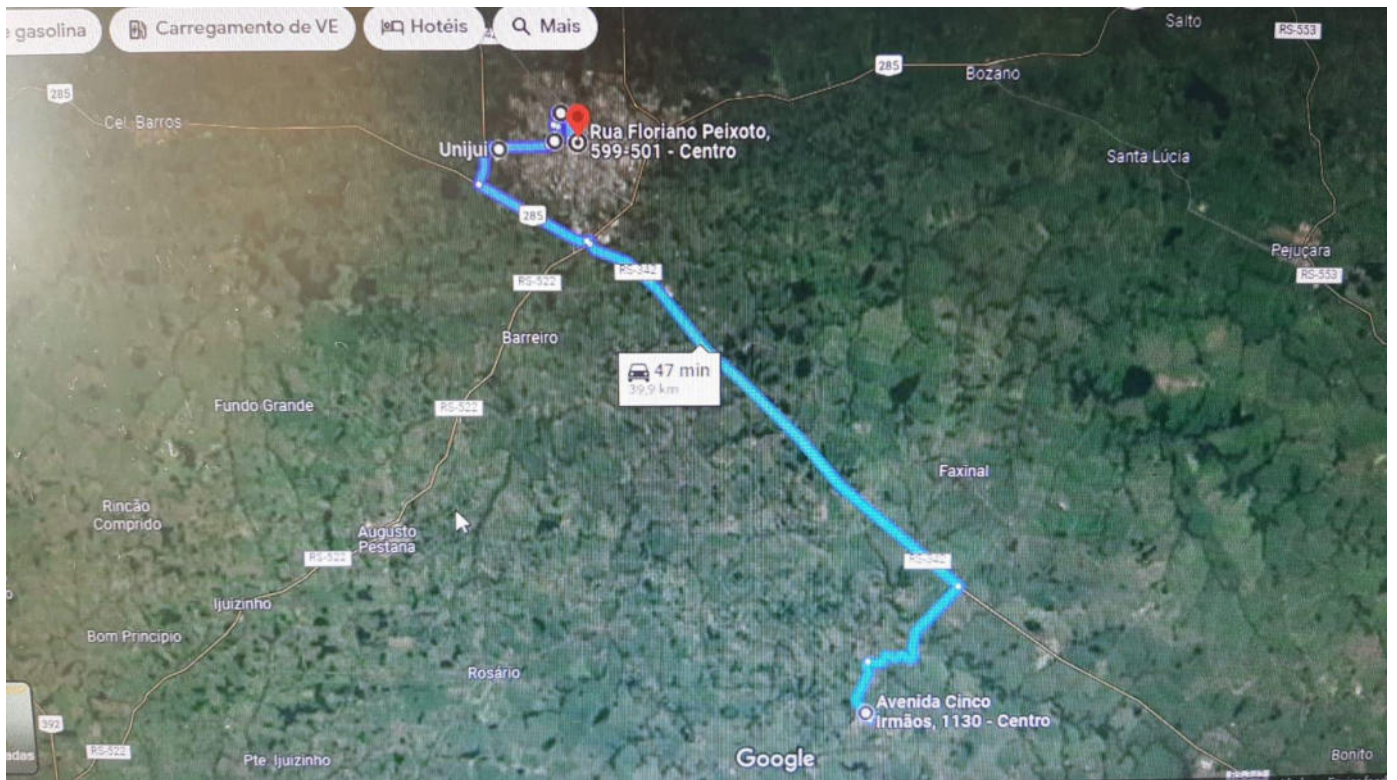 gasolina
Carregamento de VE
Hotéis
Mais
Salto
RS-553
285
285
Bozano
Cel. Barros
Rua Floriano Peixoto,
599-501 - Centro
Unijuí
Santa Lúcia
285
Pejuçara
RS-342
RS-553
RS-522
Barreiro
47 min
39,9 km
Fundo Grande
RS-522
Faxinal
Rincão
Comprido
Augusto
Pestana
RS-522
RS-342
Ijuizinho
Bom Principio
Rosário
Avenida Cinco
Irmãos, 1130 - Centro
392
RS-522
adas
Pte. Ijuizinho
Google
Bonito